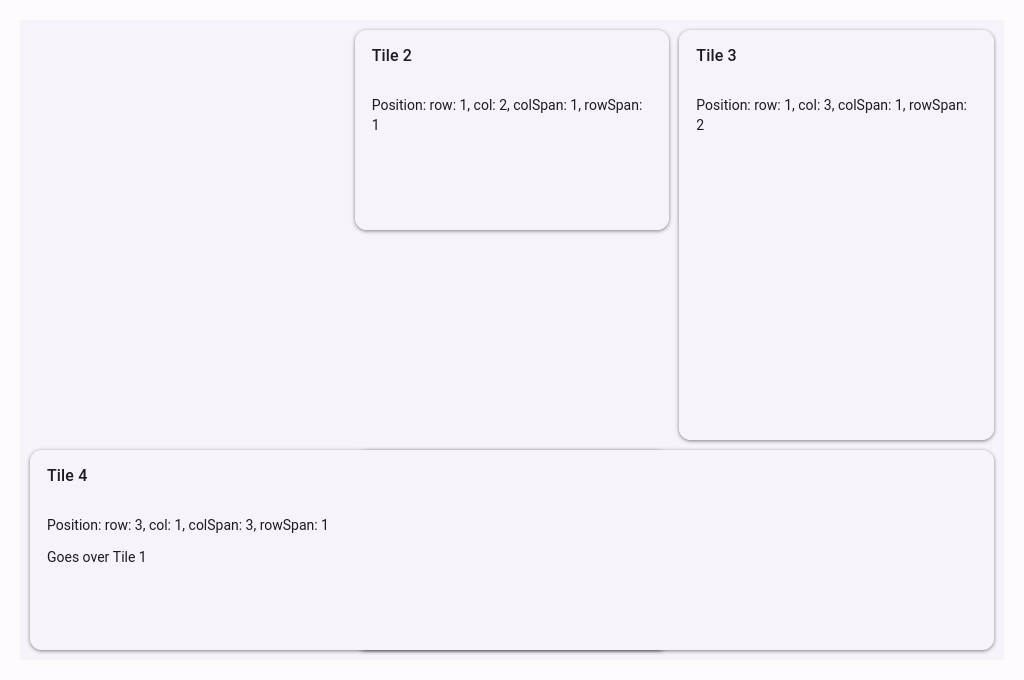 Tile 2
Position: row: 1, col: 2, colSpan: 1, rowSpan:
1
Tile 3
Position: row: 1, col: 3, colSpan: 1, rowSpan:
2
Tile 4
Position: row: 3, col: 1, colSpan: 3, rowSpan: 1
Goes over Tile 1